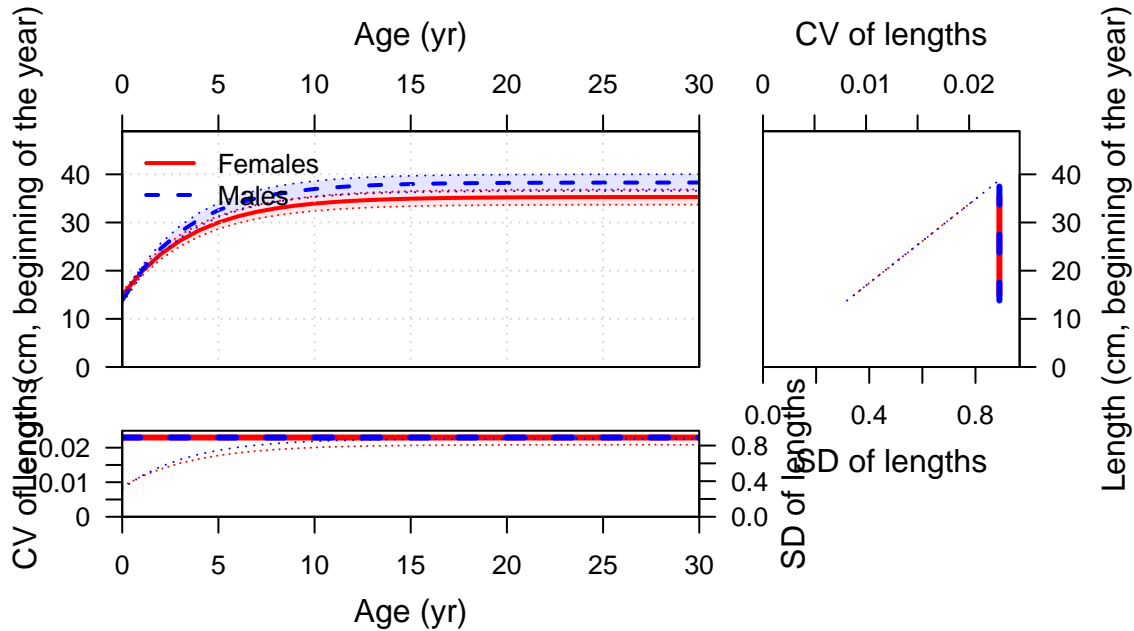 Age (yr)
CV of lengths
0 5 10 15 20 25 30
0 0.01 0.02
Length (cm, beginning of the year)
Females
Males
40
30
20
10
0
40
30
20
10
0
Length (cm, beginning of the year)
0.0 0.4 0.8
SD of lengths
CV of lengths
0.02
0.01
0
0.8
0.4
0.0
SD of lengths
0 5 10 15 20 25 30
Age (yr)